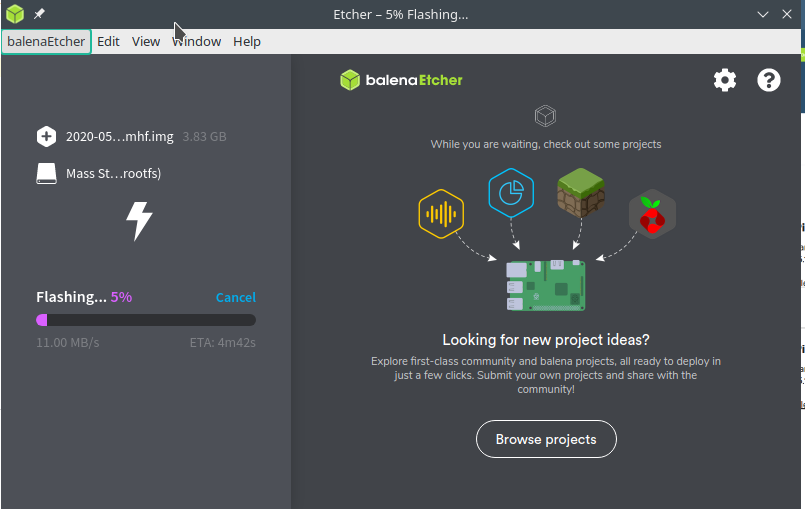 Etcher – 5% Flashing...
balenaEtcher Edit View Window Help
balenaEtcher
2020-05...mhf.img 3.83 GB
Mass St...rootfs)
Flashing... 5% Cancel
11.00 MB/s ETA: 4m42s
While you are waiting, check out some projects
Looking for new project ideas?
Explore first-class community and balena projects, all ready to deploy in
just a few clicks. Submit your own projects and share with the
community!
Browse projects